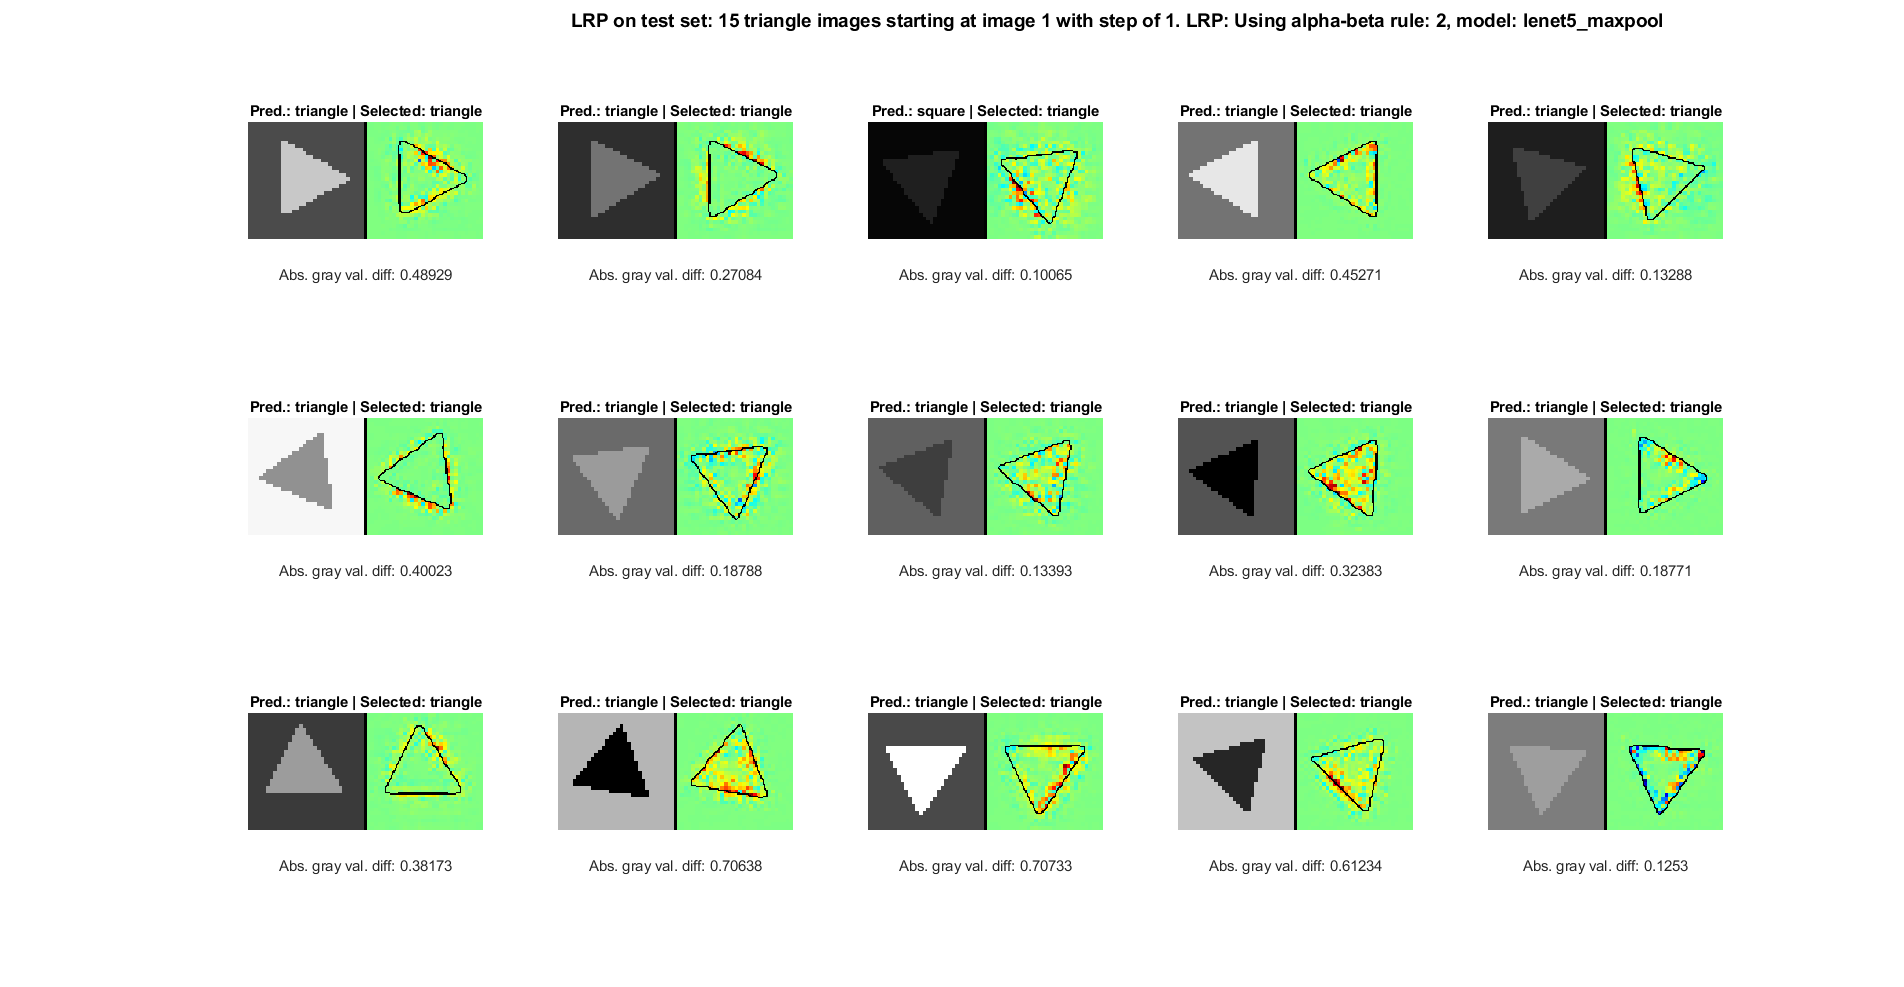 LRP on test set: 15 triangle images starting at image 1 with step of 1. LRP: Using alpha-beta rule: 2, model: lenet5_maxpool
Pred.: triangle | Selected: triangle
Pred.: triangle | Selected: triangle
Pred.: square | Selected: triangle
Pred.: triangle | Selected: triangle
Pred.: triangle | Selected: triangle
Abs. gray val. diff: 0.48929
Abs. gray val. diff: 0.27084
Abs. gray val. diff: 0.10065
Abs. gray val. diff: 0.45271
Abs. gray val. diff: 0.13288
Pred.: triangle | Selected: triangle
Pred.: triangle | Selected: triangle
Pred.: triangle | Selected: triangle
Pred.: triangle | Selected: triangle
Pred.: triangle | Selected: triangle
Abs. gray val. diff: 0.40023
Abs. gray val. diff: 0.18788
Abs. gray val. diff: 0.13393
Abs. gray val. diff: 0.32383
Abs. gray val. diff: 0.18771
Pred.: triangle | Selected: triangle
Pred.: triangle | Selected: triangle
Pred.: triangle | Selected: triangle
Pred.: triangle | Selected: triangle
Pred.: triangle | Selected: triangle
Abs. gray val. diff: 0.38173
Abs. gray val. diff: 0.70638
Abs. gray val. diff: 0.70733
Abs. gray val. diff: 0.61234
Abs. gray val. diff: 0.1253